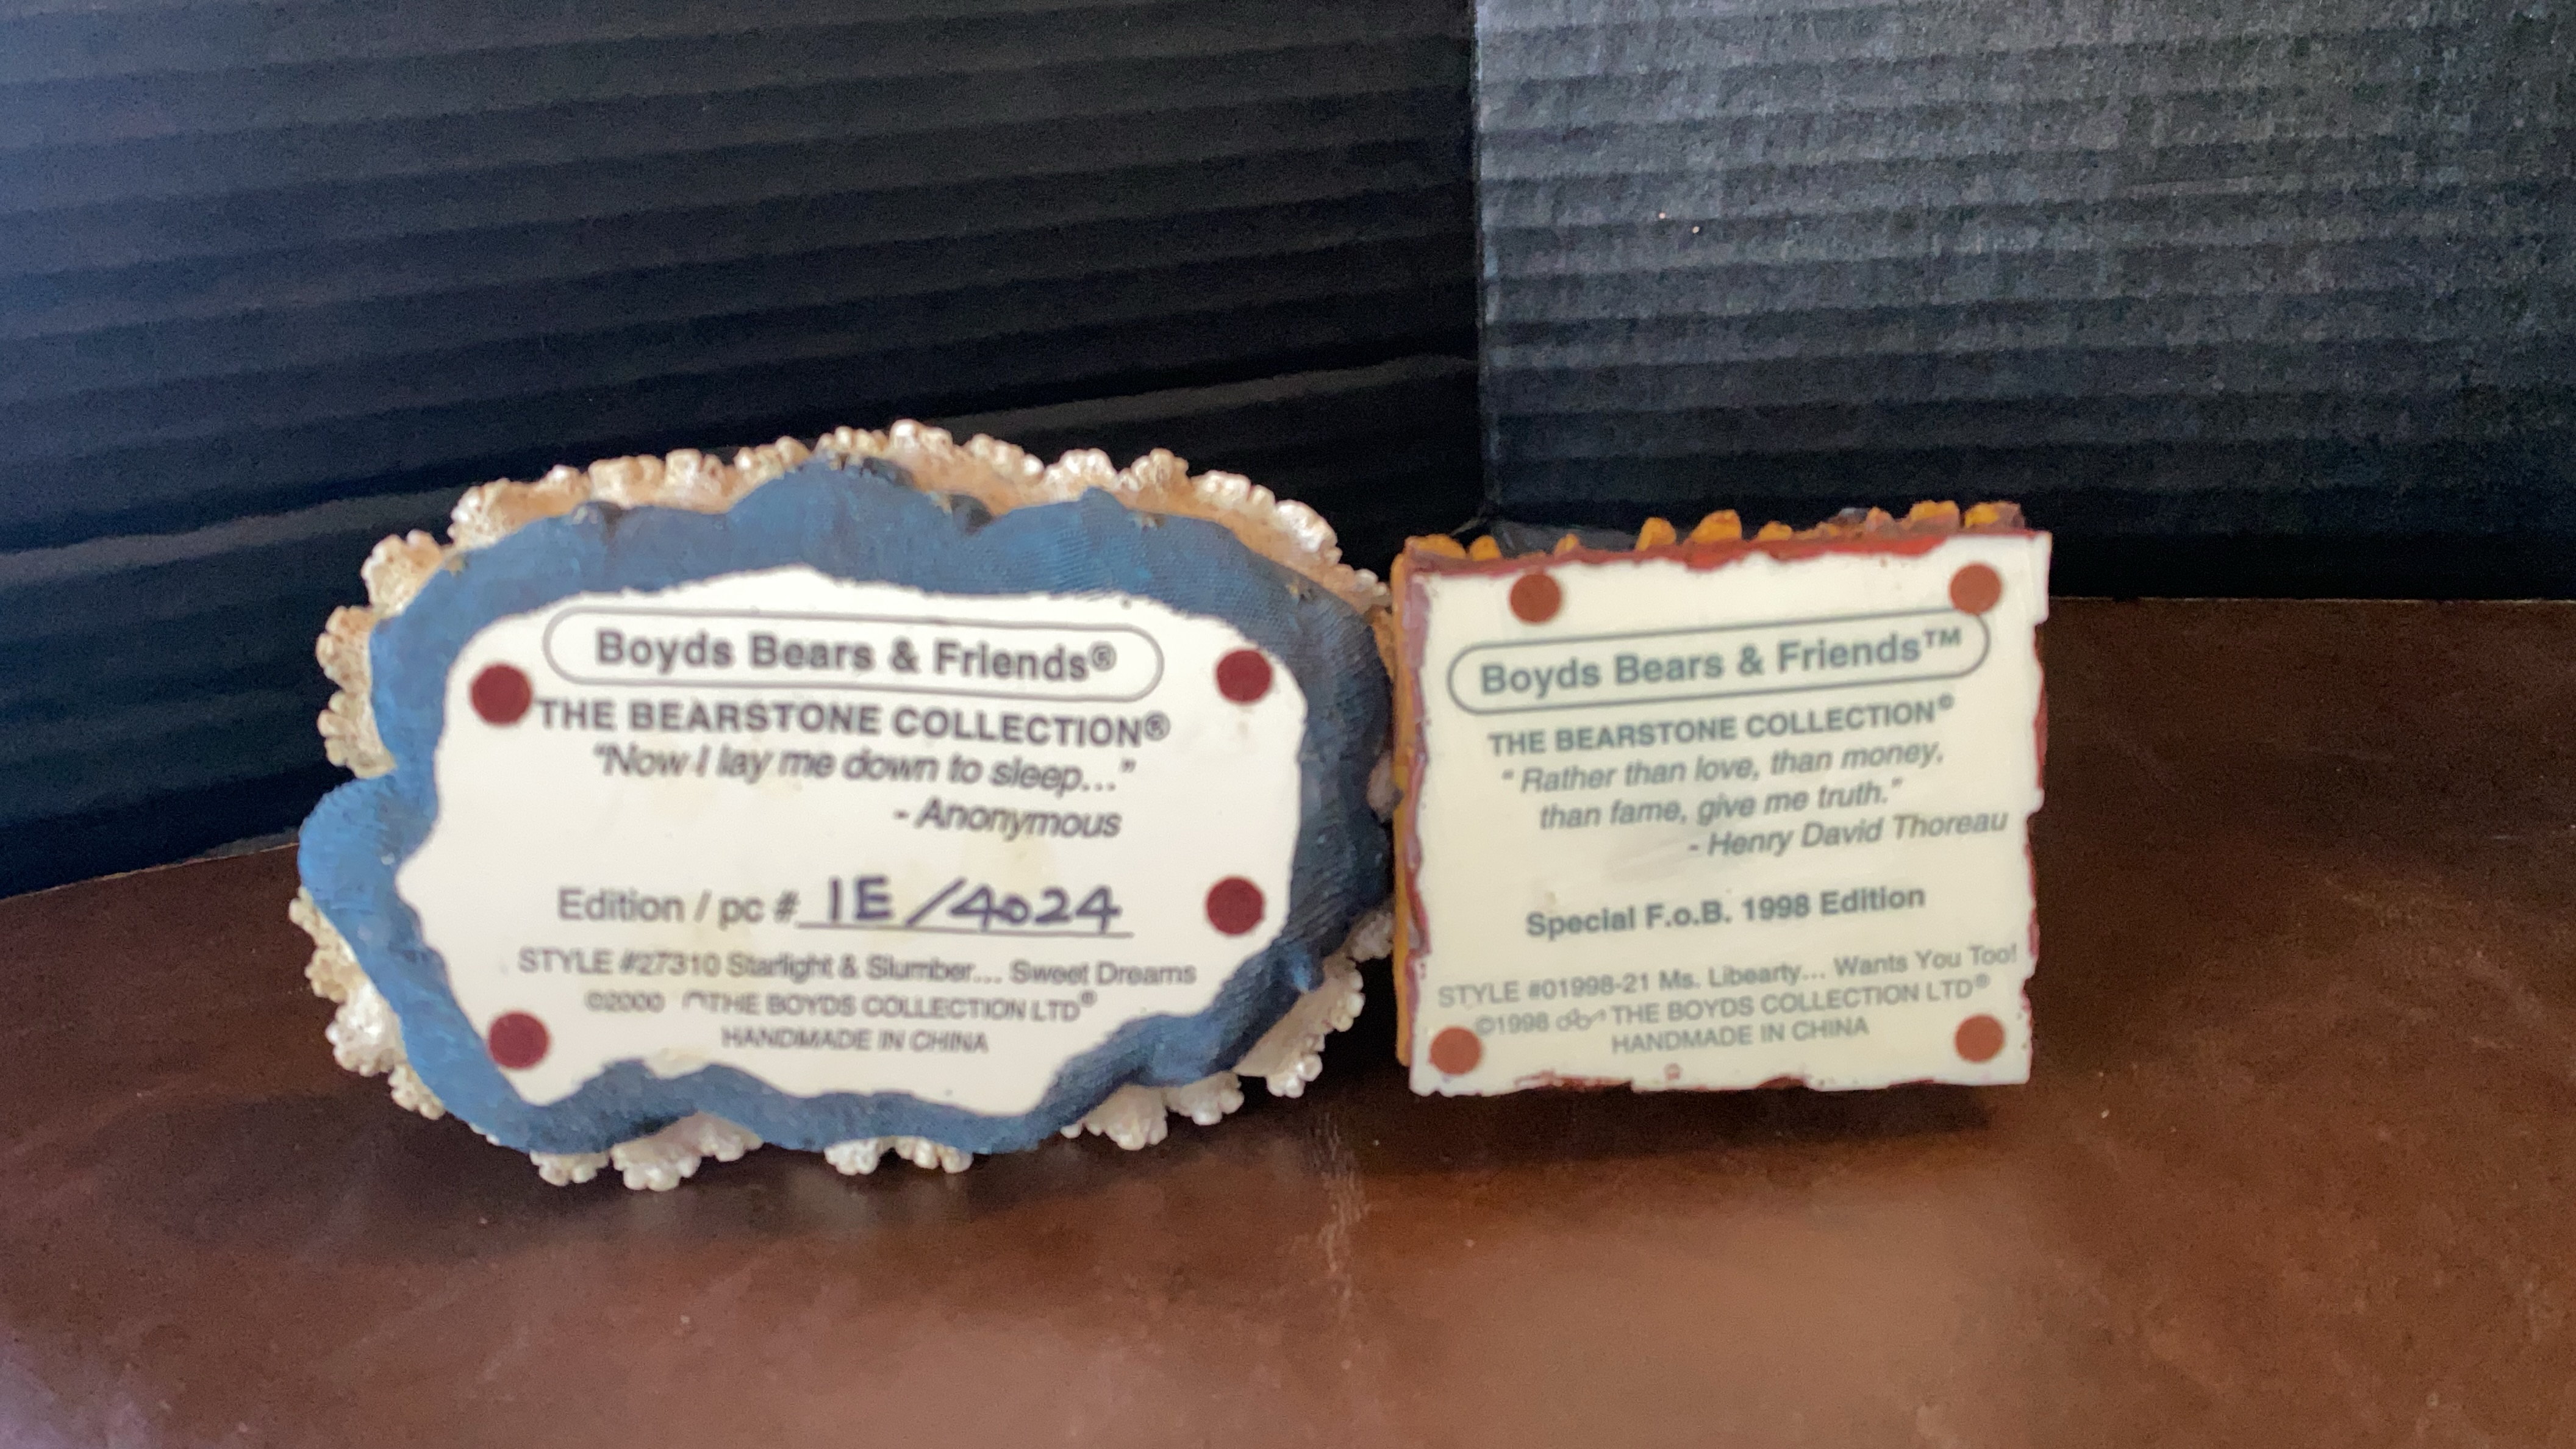 Boyds Bears & Friends®
THE BEARSTONE COLLECTION®
"Now I lay me down to sleep..."
- Anonymous
Edition / pc # 1E/4024
STYLE #27310 Starlight & Slumber... Sweet Dreams
©2000 THE BOYDS COLLECTION LTD®
HANDMADE IN CHINA
Boyds Bears & Friends™
THE BEARSTONE COLLECTION®
" Rather than love, than money,
than fame, give me truth."
- Henry David Thoreau
Special F.o.B. 1998 Edition
STYLE #01998-21 Ms. Libearty... Wants You Too!
©1998 THE BOYDS COLLECTION LTD®
HANDMADE IN CHINA